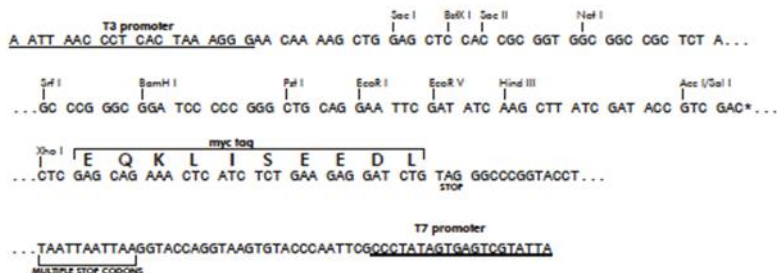 T3 promoter
Sac I BstX I Sac II Not I
A ATT AAC CCT CAC TAA AGG GAA CAA AAG CTG GAG CTC CAC CGC GGT GGC GGC CGC TCT A...
Srf I BamH I Pst I EcoR I EcoR V Hind III Acc I/Sal I
...GC CCG GGC GGA TCC CCC GGG CTG CAG GAA TTC GAT ATC AAG CTT ATC GAT ACC GTC GAC*...
myc tag
Xho I E Q K L I S E E D L
...CTC GAG CAG AAA CTC ATC TCT GAA GAG GAT CTG TAG GGCCCGGTACCT...
STOP
T7 promoter
...TAATTAATTAAGGTACCAGGTAAGTGTACCCAATTCGCCCTATAGTGAGTCGTATTA
MULTIPLE STOP CODONS